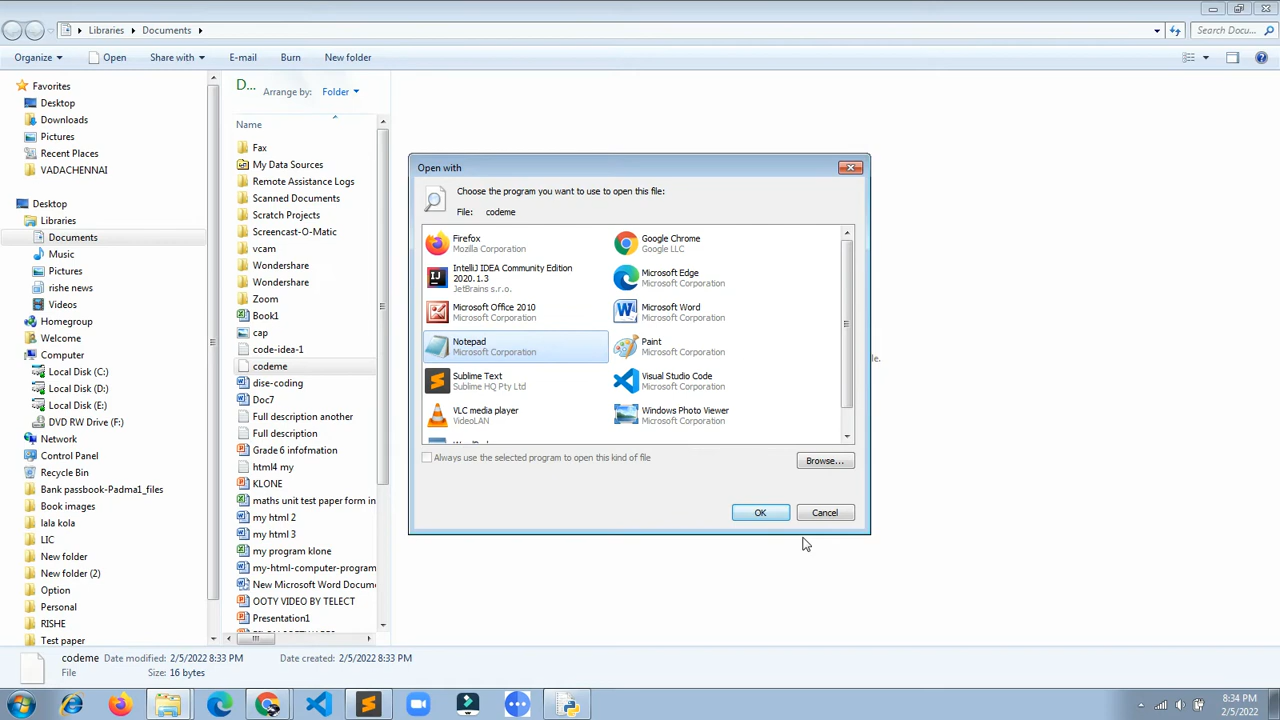 Libraries
Documents
Search Docu...
Organize
Open
Share with
E-mail
Burn
New folder
Favorites
Desktop
Downloads
Pictures
Recent Places
VADACHENNAI
Desktop
Libraries
Documents
Music
Pictures
rishe news
Videos
Homegroup
Welcome
Computer
Local Disk (C:)
Local Disk (D:)
Local Disk (E:)
DVD RW Drive (F:)
Network
Control Panel
Recycle Bin
Bank passbook-Padma1_files
Book images
lala kola
LIC
New folder
New folder (2)
Option
Personal
RISHE
Test paper
D...
Arrange by:
Folder
Name
Fax
My Data Sources
Remote Assistance Logs
Scanned Documents
Scratch Projects
Screencast-O-Matic
vcam
Wondershare
Wondershare
Zoom
Book1
cap
code-idea-1
codeme
dise-coding
Doc7
Full description another
Full description
Grade 6 infomation
html4 my
KLONE
maths unit test paper form in
my html 2
my html 3
my program klone
my-html-computer-program
New Microsoft Word Docume
OOTY VIDEO BY TELECT
Presentation1
Open with
Choose the program you want to use to open this file:
File: codeme
Firefox
Mozilla Corporation
Google Chrome
Google LLC
IntelliJ IDEA Community Edition
2020.1.3
JetBrains s.r.o.
Microsoft Edge
Microsoft Corporation
Microsoft Office 2010
Microsoft Corporation
Microsoft Word
Microsoft Corporation
Notepad
Microsoft Corporation
Paint
Microsoft Corporation
Sublime Text
Sublime HQ Pty Ltd
Visual Studio Code
Microsoft Corporation
VLC media player
VideoLAN
Windows Photo Viewer
Microsoft Corporation
Always use the selected program to open this kind of file
Browse...
OK
Cancel
le.
codeme
Date modified: 2/5/2022 8:33 PM
Date created: 2/5/2022 8:33 PM
File
Size: 16 bytes
8:34 PM
2/5/2022